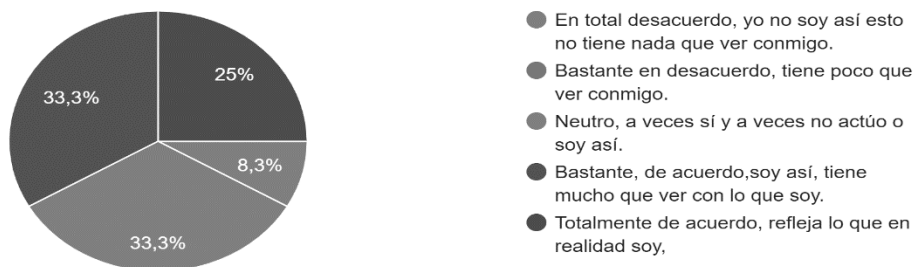 25%
33,3%
8,3%
33,3%
En total desacuerdo, yo no soy así esto
no tiene nada que ver conmigo.
Bastante en desacuerdo, tiene poco que
ver conmigo.
Neutro, a veces sí y a veces no actúo o
soy así.
Bastante, de acuerdo,soy así, tiene
mucho que ver con lo que soy.
Totalmente de acuerdo, refleja lo que en
realidad soy,